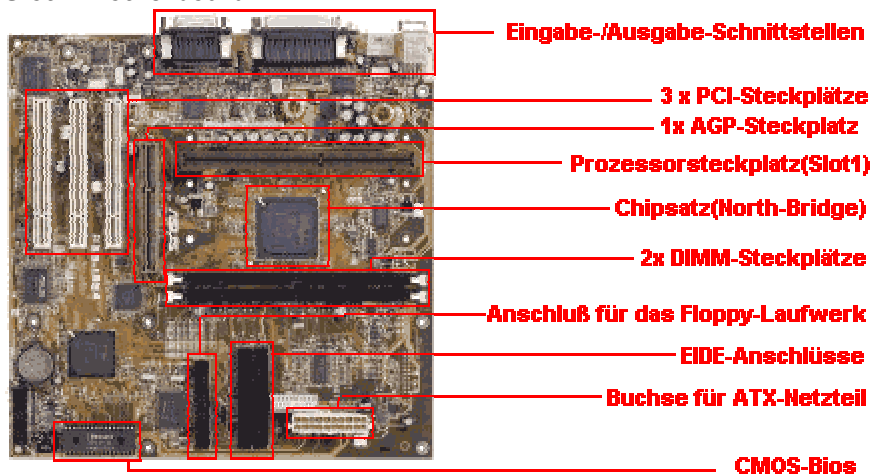 Eingabe-/Ausgabe-Schnittstellen
3 x PCI-Steckplätze
1x AGP-Steckplatz
Prozessorsteckplatz(Slot1)
Chipsatz(North-Bridge)
2x DIMM-Steckplätze
Anschluß für das Floppy-Laufwerk
EIDE-Anschlüsse
Buchse für ATX-Netzteil
CMOS-Bios